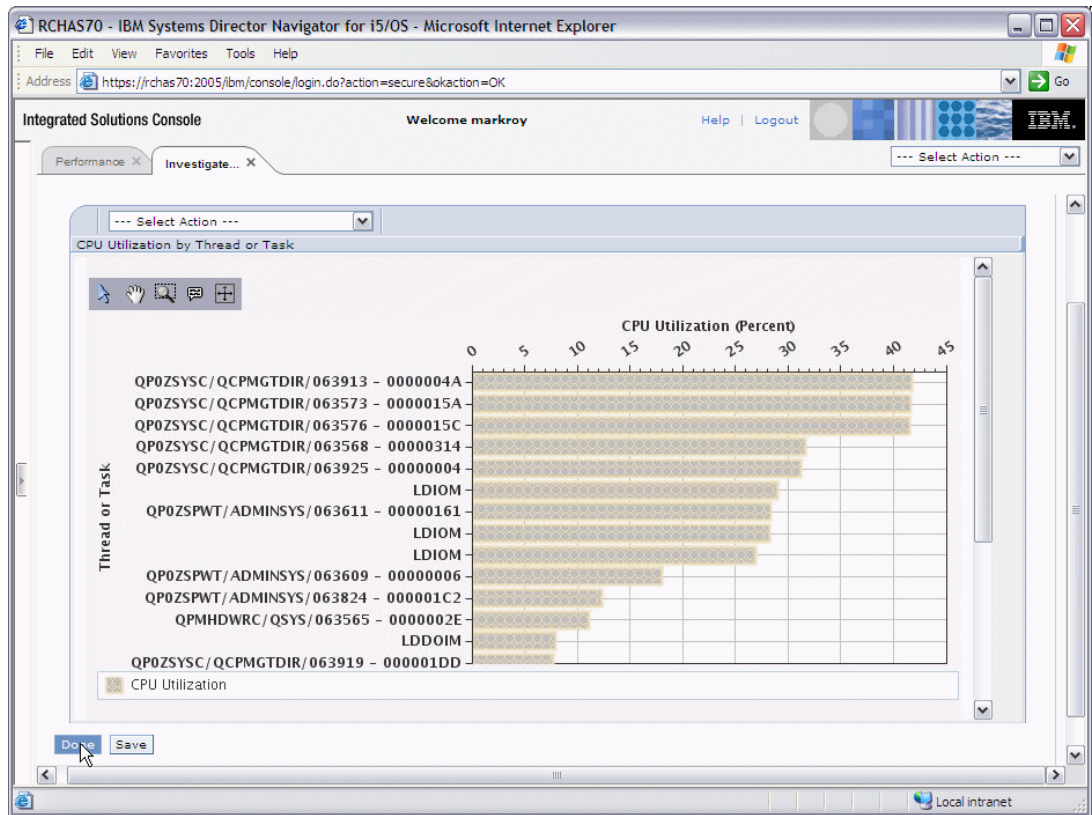 RCHAS70 - IBM Systems Director Navigator for i5/OS - Microsoft Internet Explorer
File Edit View Favorites Tools Help
Address https://rchas70:2005/ibm/console/login.do?action=secure&okaction=OK Go
Integrated Solutions Console Welcome markroy Help | Logout IBM.
Performance Investigate... --- Select Action ---
--- Select Action ---
CPU Utilization by Thread or Task
CPU Utilization (Percent)
0 5 10 15 20 25 30 35 40 45
Thread or Task
QP0ZSYSC/QCPMGTDIR/063913 - 0000004A
QP0ZSYSC/QCPMGTDIR/063573 - 0000015A
QP0ZSYSC/QCPMGTDIR/063576 - 0000015C
QP0ZSYSC/QCPMGTDIR/063568 - 00000314
QP0ZSYSC/QCPMGTDIR/063925 - 00000004
LDIOM
QP0ZSPWT/ADMINSYS/063611 - 00000161
LDIOM
LDIOM
QP0ZSPWT/ADMINSYS/063609 - 00000006
QP0ZSPWT/ADMINSYS/063824 - 000001C2
QPMHDWRC/QSYS/063565 - 0000002E
LDDOIM
QP0ZSYSC/QCPMGTDIR/063919 - 000001DD
CPU Utilization
Done Save
Local intranet